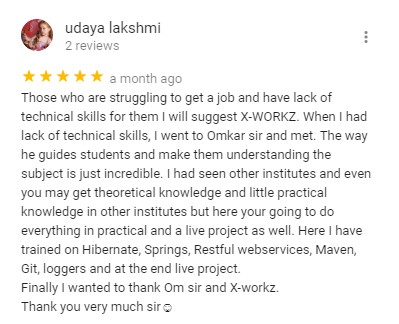 udaya lakshmi
2 reviews
★★★★★ a month ago
Those who are struggling to get a job and have lack of
technical skills for them I will suggest X-WORKZ. When I had
lack of technical skills, I went to Omkar sir and met. The way
he guides students and make them understanding the
subject is just incredible. I had seen other institutes and even
you may get theoretical knowledge and little practical
knowledge in other institutes but here your going to do
everything in practical and a live project as well. Here I have
trained on Hibernate, Springs, Restful webservices, Maven,
Git, loggers and at the end live project.
Finally I wanted to thank Om sir and X-workz.
Thank you very much sir☺